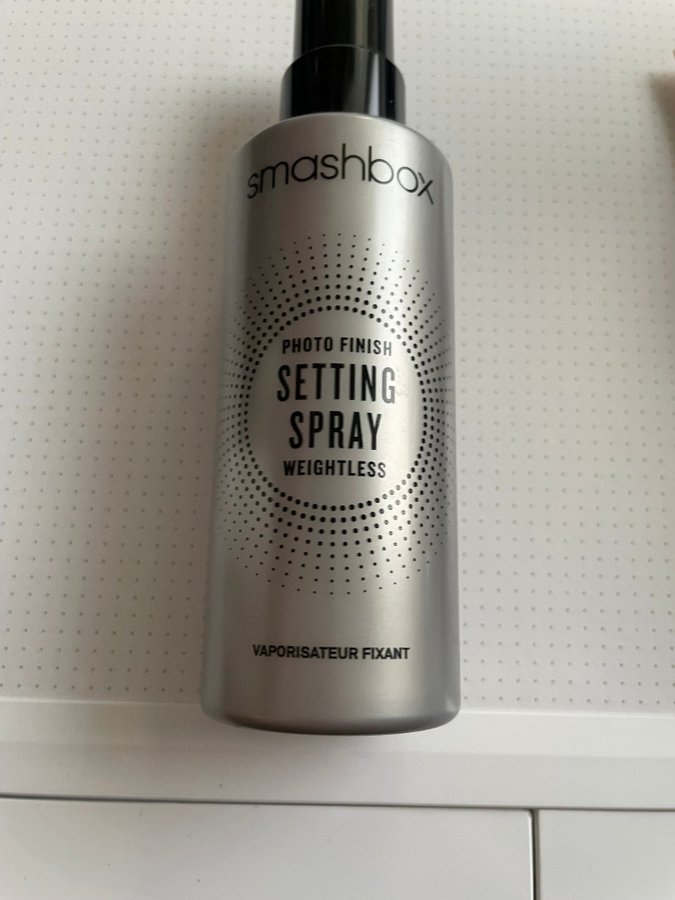 smashbox
PHOTO FINISH
SETTING
SPRAY
WEIGHTLESS
VAPORISATEUR FIXANT